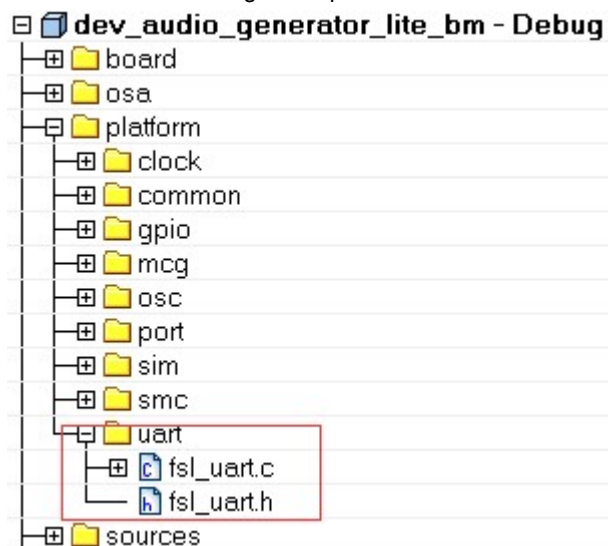 dev_audio_generator_lite_bm - Debug
board
osa
platform
clock
common
gpio
mcg
osc
port
sim
smc
uart
fsl_uart.c
fsl_uart.h
sources